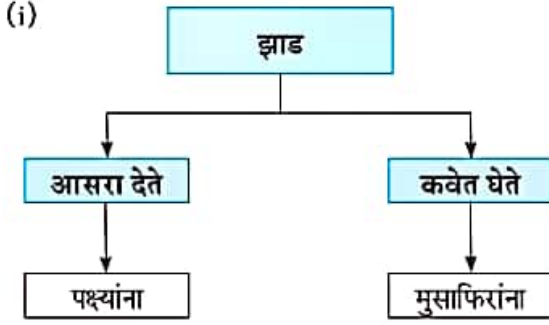 (i)
झाड
आसरा देते
कवेत घेते
पक्ष्यांना
मुसाफिरांना